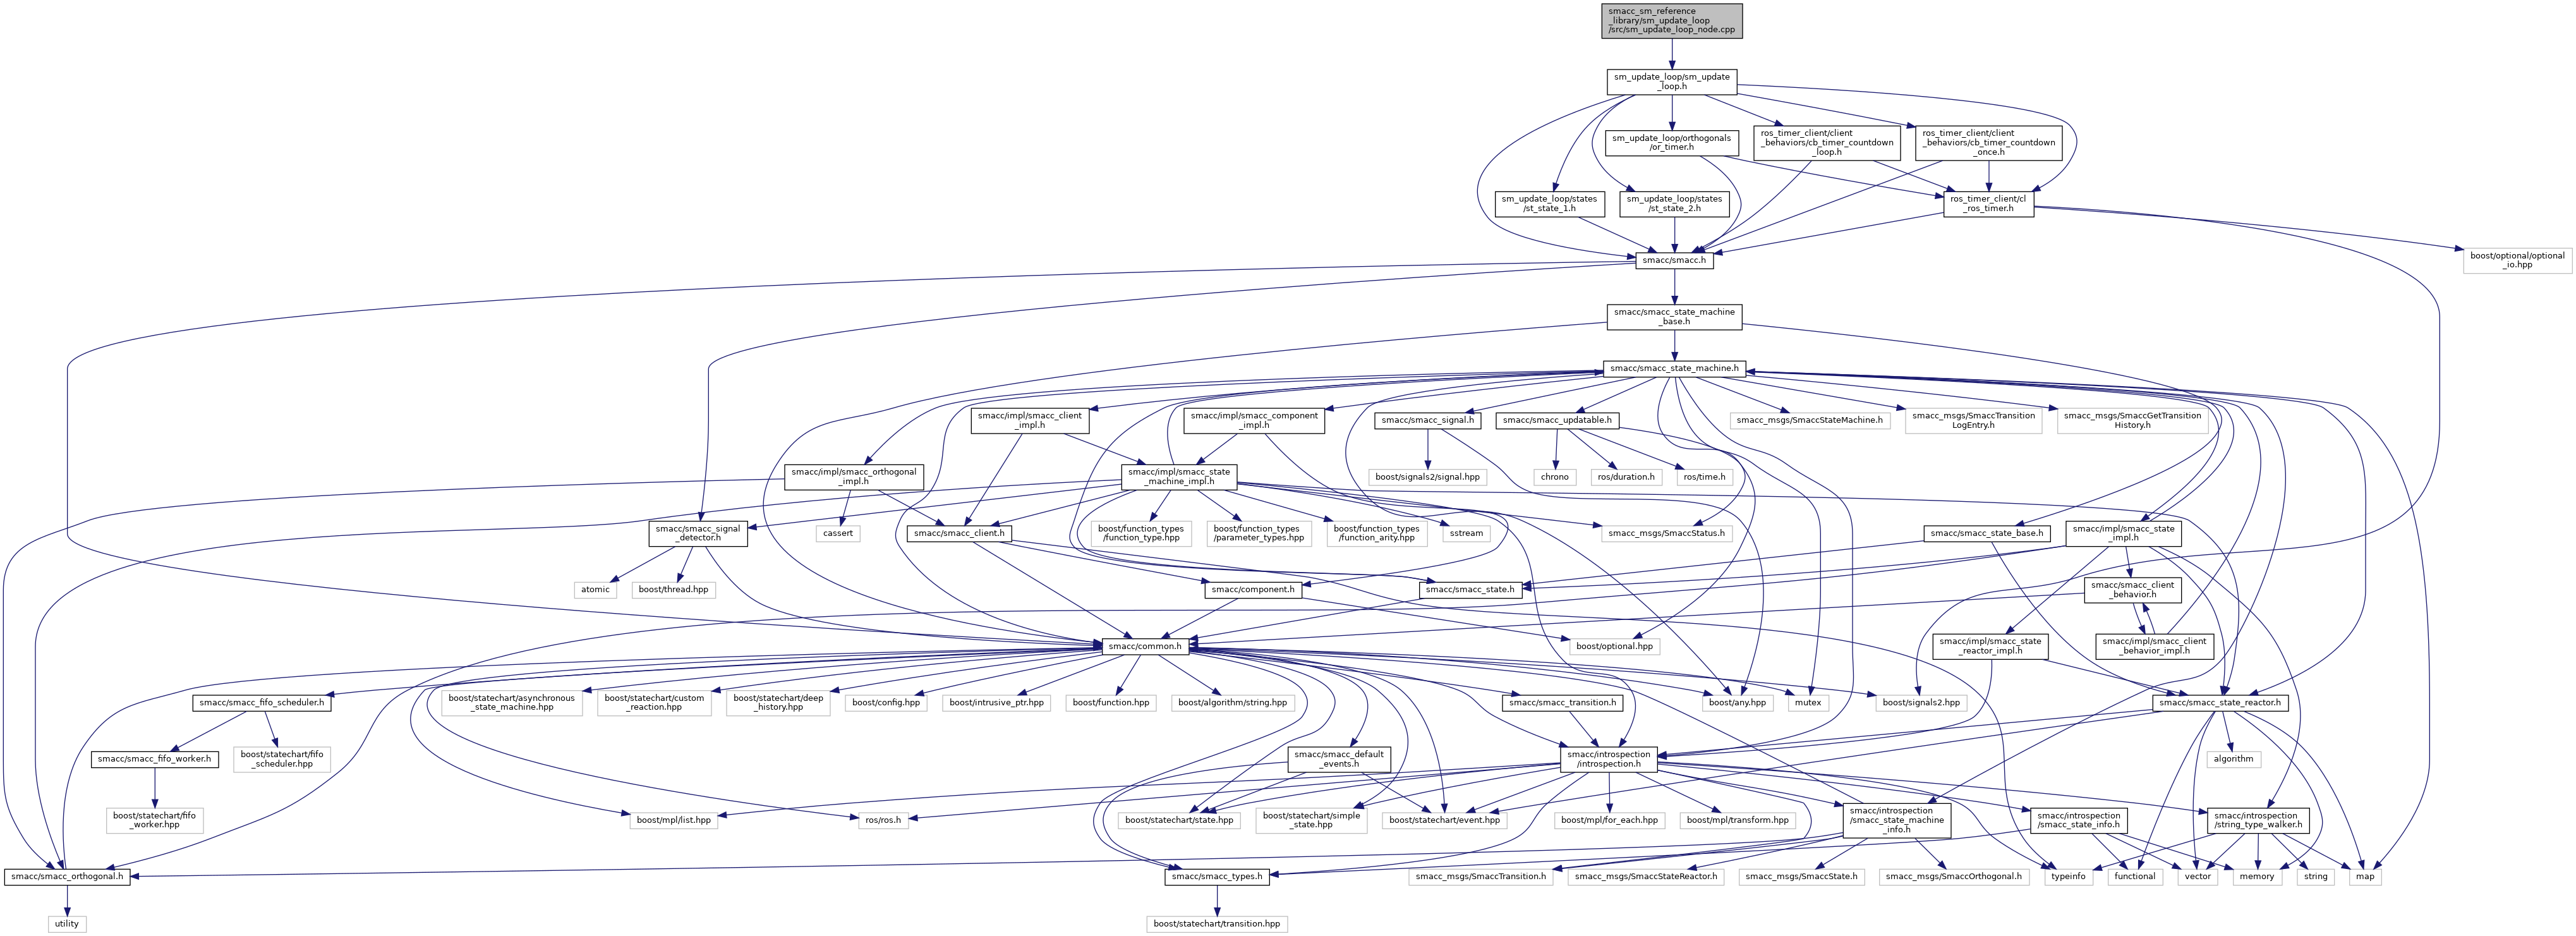 smacc_sm_reference
_library/sm_update_loop
/src/sm_update_loop_node.cpp
sm_update_loop/sm_update
_loop.h
sm_update_loop/orthogonals
/or_timer.h
ros_timer_client/client
_behaviors/cb_timer_countdown
_loop.h
ros_timer_client/client
_behaviors/cb_timer_countdown
_once.h
sm_update_loop/states
/st_state_1.h
sm_update_loop/states
/st_state_2.h
ros_timer_client/cl
_ros_timer.h
smacc/smacc.h
boost/optional/optional
_io.hpp
smacc/smacc_state_machine
_base.h
smacc/smacc_state_machine.h
smacc/impl/smacc_client
_impl.h
smacc/impl/smacc_component
_impl.h
smacc/smacc_signal.h
smacc/smacc_updatable.h
smacc_msgs/SmaccStateMachine.h
smacc_msgs/SmaccTransition
LogEntry.h
smacc_msgs/SmaccGetTransition
History.h
smacc/impl/smacc_orthogonal
_impl.h
smacc/impl/smacc_state
_machine_impl.h
boost/signals2/signal.hpp
chrono
ros/duration.h
ros/time.h
smacc/smacc_signal
_detector.h
cassert
smacc/smacc_client.h
boost/function_types
/function_type.hpp
boost/function_types
/parameter_types.hpp
boost/function_types
/function_arity.hpp
sstream
smacc_msgs/SmaccStatus.h
smacc/smacc_state_base.h
smacc/impl/smacc_state
_impl.h
atomic
boost/thread.hpp
smacc/component.h
smacc/smacc_state.h
smacc/smacc_client
_behavior.h
smacc/common.h
boost/optional.hpp
smacc/impl/smacc_state
_reactor_impl.h
smacc/impl/smacc_client
_behavior_impl.h
smacc/smacc_fifo_scheduler.h
boost/statechart/asynchronous
_state_machine.hpp
boost/statechart/custom
_reaction.hpp
boost/statechart/deep
_history.hpp
boost/config.hpp
boost/intrusive_ptr.hpp
boost/function.hpp
boost/algorithm/string.hpp
smacc/smacc_transition.h
boost/any.hpp
mutex
boost/signals2.hpp
smacc/smacc_state_reactor.h
smacc/smacc_fifo_worker.h
boost/statechart/fifo
_scheduler.hpp
smacc/smacc_default
_events.h
smacc/introspection
/introspection.h
algorithm
boost/statechart/fifo
_worker.hpp
boost/mpl/list.hpp
ros/ros.h
boost/statechart/state.hpp
boost/statechart/simple
_state.hpp
boost/statechart/event.hpp
boost/mpl/for_each.hpp
boost/mpl/transform.hpp
smacc/introspection
/smacc_state_machine
_info.h
smacc/introspection
/smacc_state_info.h
smacc/introspection
/string_type_walker.h
smacc/smacc_orthogonal.h
smacc/smacc_types.h
smacc_msgs/SmaccTransition.h
smacc_msgs/SmaccStateReactor.h
smacc_msgs/SmaccState.h
smacc_msgs/SmaccOrthogonal.h
typeinfo
functional
vector
memory
string
map
utility
boost/statechart/transition.hpp